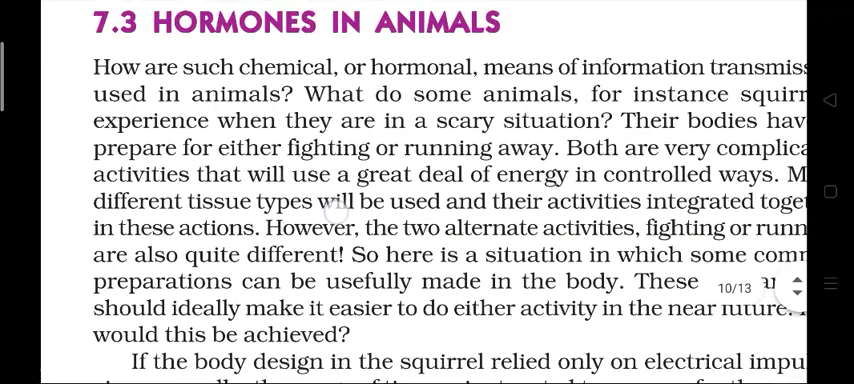 7.3 HORMONES IN ANIMALS
How are such chemical, or hormonal, means of information transmiss
used in animals? What do some animals, for instance squirr
experience when they are in a scary situation? Their bodies hav
prepare for either fighting or running away. Both are very complica
activities that will use a great deal of energy in controlled ways. M
different tissue types will be used and their activities integrated toget
in these actions. However, the two alternate activities, fighting or runn
are also quite different! So here is a situation in which some com
preparations can be usefully made in the body. These
10/13
should ideally make it easier to do either activity in the near future.
would this be achieved?
If the body design in the squirrel relied only on electrical impu